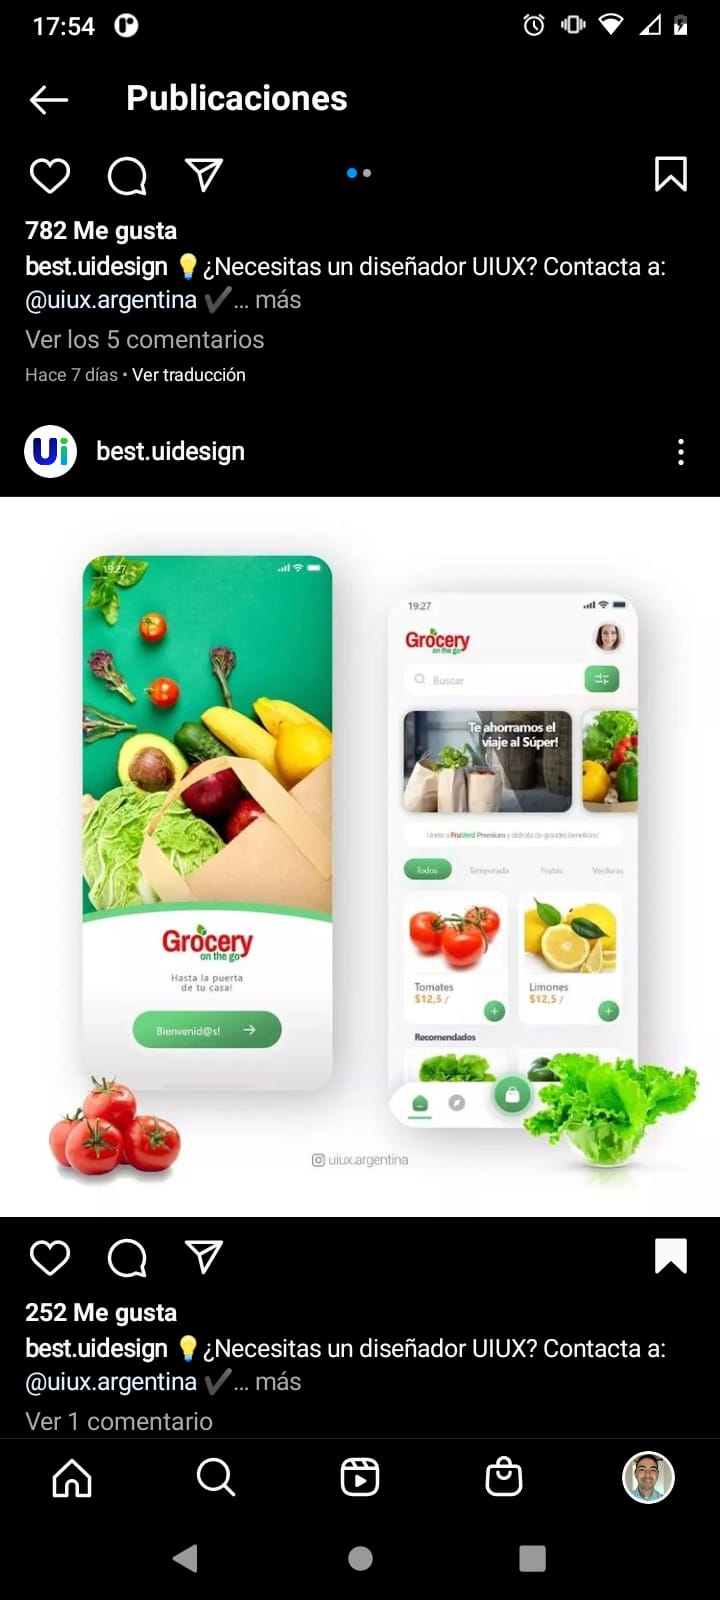 17:54
Publicaciones
782 Me gusta
best.uidesign 💡¿Necesitas un diseñador UIUX? Contacta a:
@uiux.argentina ✔️... más
Ver los 5 comentarios
Hace 7 días • Ver traducción
Ui best.uidesign
19:27
Grocery
on the go
Hasta la puerta
de tu casa!
Bienvenid@s!
19:27
Grocery
on the go
Buscar
Te ahorramos el
viaje al Súper!
Unete a FruVerd Premium y disfruta de grandes beneficios!
Todos Temporada Frutas Verduras
Tomates
$12,5 /
Limones
$12,5 /
Recomendados
uiux.argentina
252 Me gusta
best.uidesign 💡¿Necesitas un diseñador UIUX? Contacta a:
@uiux.argentina ✔️... más
Ver 1 comentario